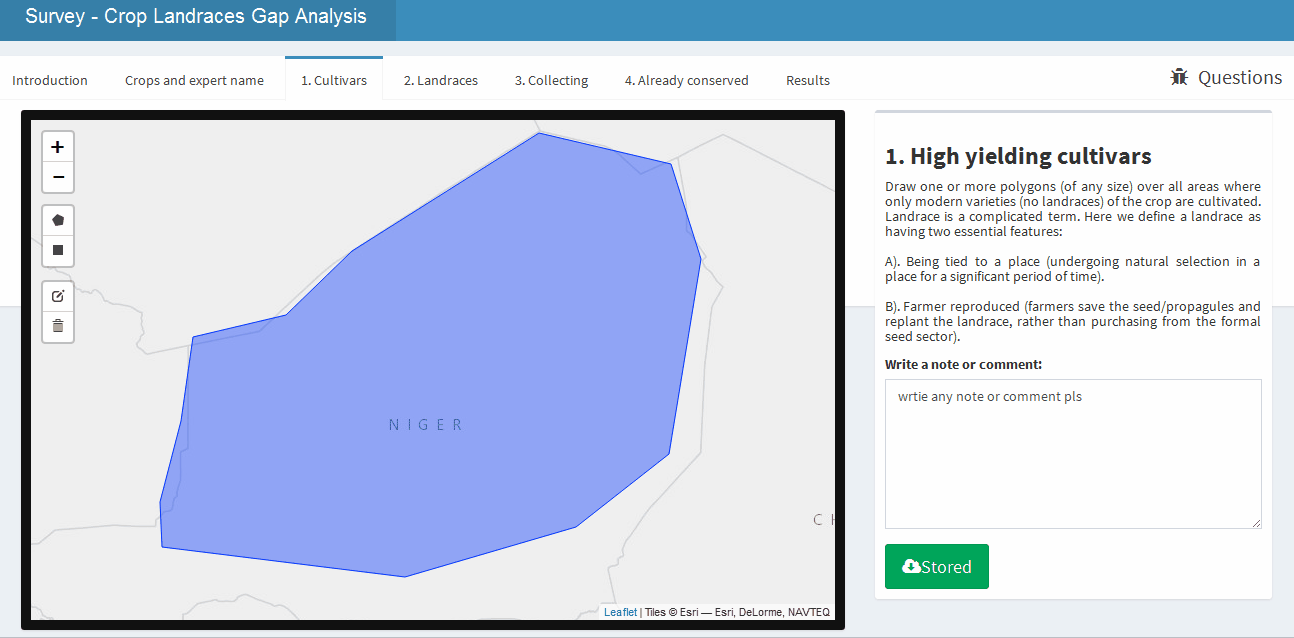 Survey - Crop Landraces Gap Analysis
Introduction
Crops and expert name
1. Cultivars
2. Landraces
3. Collecting
4. Already conserved
Results
Questions
+
−
NIGER
CH
Leaflet | Tiles © Esri — Esri, DeLorme, NAVTEQ
1. High yielding cultivars
Draw one or more polygons (of any size) over all areas where
only modern varieties (no landraces) of the crop are cultivated.
Landrace is a complicated term. Here we define a landrace as
having two essential features:
A). Being tied to a place (undergoing natural selection in a
place for a significant period of time).
B). Farmer reproduced (farmers save the seed/propagules and
replant the landrace, rather than purchasing from the formal
seed sector).
Write a note or comment:
wrtie any note or comment pls
Stored